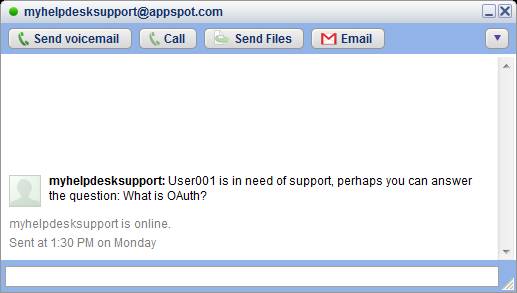 myhelpdesksupport@appspot.com
Send voicemail Call Send Files Email
myhelpdesksupport: User001 is in need of support, perhaps you can answer
the question: What is OAuth?
myhelpdesksupport is online.
Sent at 1:30 PM on Monday